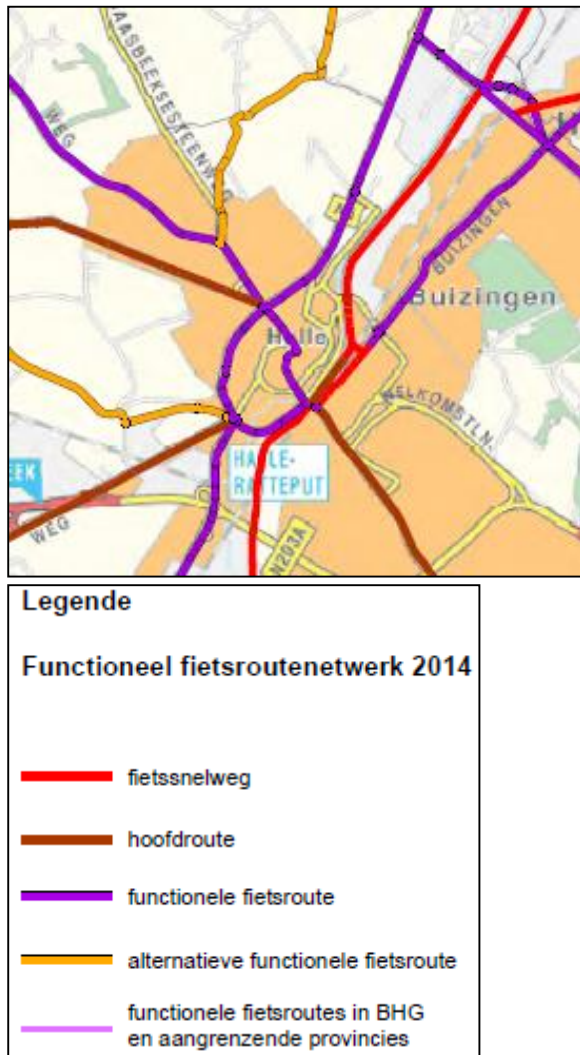 AASBEEKSESTEENWEG
WEG
BUIZINGEN
Buizingen
Halle
WELKOMSTLN.
HALLE-
RATTEPUT
EEK
WEG
N203A
Legende
Functioneel fietsroutenetwerk 2014
fietssnelweg
hoofdroute
functionele fietsroute
alternatieve functionele fietsroute
functionele fietsroutes in BHG
en aangrenzende provincies